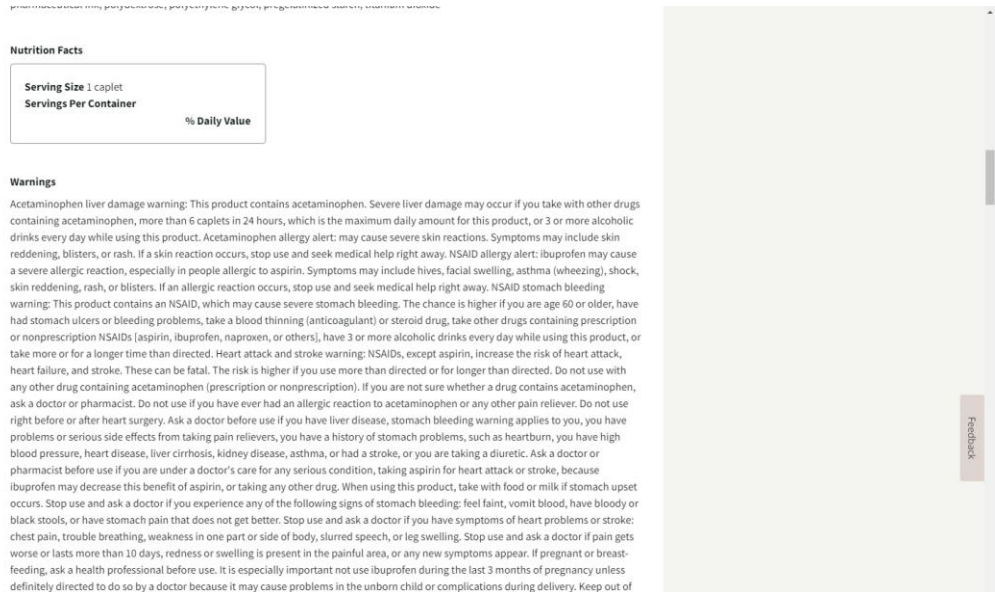 pharmaceutical ink, polydextrose, polyethylene glycol, pregelatinized starch, titanium dioxide
Nutrition Facts
Serving Size 1 caplet
Servings Per Container
% Daily Value
Warnings
Acetaminophen liver damage warning: This product contains acetaminophen. Severe liver damage may occur if you take with other drugs
containing acetaminophen, more than 6 caplets in 24 hours, which is the maximum daily amount for this product, or 3 or more alcoholic
drinks every day while using this product. Acetaminophen allergy alert: may cause severe skin reactions. Symptoms may include skin
reddening, blisters, or rash. If a skin reaction occurs, stop use and seek medical help right away. NSAID allergy alert: ibuprofen may cause
a severe allergic reaction, especially in people allergic to aspirin. Symptoms may include hives, facial swelling, asthma (wheezing), shock,
skin reddening, rash, or blisters. If an allergic reaction occurs, stop use and seek medical help right away. NSAID stomach bleeding
warning: This product contains an NSAID, which may cause severe stomach bleeding. The chance is higher if you are age 60 or older, have
had stomach ulcers or bleeding problems, take a blood thinning (anticoagulant) or steroid drug, take other drugs containing prescription
or nonprescription NSAIDs [aspirin, ibuprofen, naproxen, or others], have 3 or more alcoholic drinks every day while using this product, or
take more or for a longer time than directed. Heart attack and stroke warning: NSAIDs, except aspirin, increase the risk of heart attack,
heart failure, and stroke. These can be fatal. The risk is higher if you use more than directed or for longer than directed. Do not use with
any other drug containing acetaminophen (prescription or nonprescription). If you are not sure whether a drug contains acetaminophen,
ask a doctor or pharmacist. Do not use if you have ever had an allergic reaction to acetaminophen or any other pain reliever. Do not use
right before or after heart surgery. Ask a doctor before use if you have liver disease, stomach bleeding warning applies to you, you have
problems or serious side effects from taking pain relievers, you have a history of stomach problems, such as heartburn, you have high
blood pressure, heart disease, liver cirrhosis, kidney disease, asthma, or had a stroke, or you are taking a diuretic. Ask a doctor or
pharmacist before use if you are under a doctor's care for any serious condition, taking aspirin for heart attack or stroke, because
ibuprofen may decrease this benefit of aspirin, or taking any other drug. When using this product, take with food or milk if stomach upset
occurs. Stop use and ask a doctor if you experience any of the following signs of stomach bleeding: feel faint, vomit blood, have bloody or
black stools, or have stomach pain that does not get better. Stop use and ask a doctor if you have symptoms of heart problems or stroke:
chest pain, trouble breathing, weakness in one part or side of body, slurred speech, or leg swelling. Stop use and ask a doctor if pain gets
worse or lasts more than 10 days, redness or swelling is present in the painful area, or any new symptoms appear. If pregnant or breast-
feeding, ask a health professional before use. It is especially important not use ibuprofen during the last 3 months of pregnancy unless
definitely directed to do so by a doctor because it may cause problems in the unborn child or complications during delivery. Keep out of
Feedback